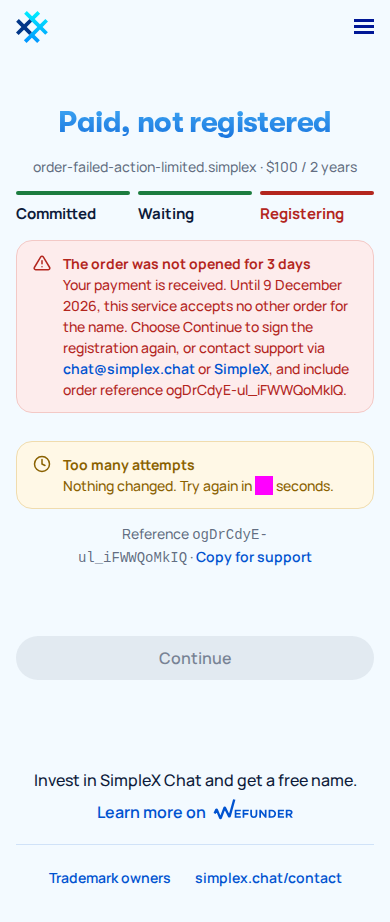 Paid, not registered
order-failed-action-limited.simplex · $100 / 2 years
Committed
Waiting
Registering
The order was not opened for 3 days
Your payment is received. Until 9 December
2026, this service accepts no other order for
the name. Choose Continue to sign the
registration again, or contact support via
chat@simplex.chat or SimpleX, and include
order reference ogDrCdyE-ul_iFWWQoMkIQ.
Too many attempts
Nothing changed. Try again in seconds.
Reference ogDrCdyE-
ul_iFWWQoMkIQ · Copy for support
Continue
Invest in SimpleX Chat and get a free name.
Learn more on WEFUNDER
Trademark owners
simplex.chat/contact